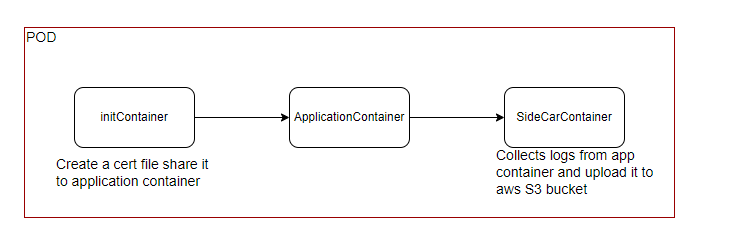 POD
initContainer
ApplicationContainer
SideCarContainer
Create a cert file share it
to application container
Collects logs from app
container and upload it to
aws S3 bucket